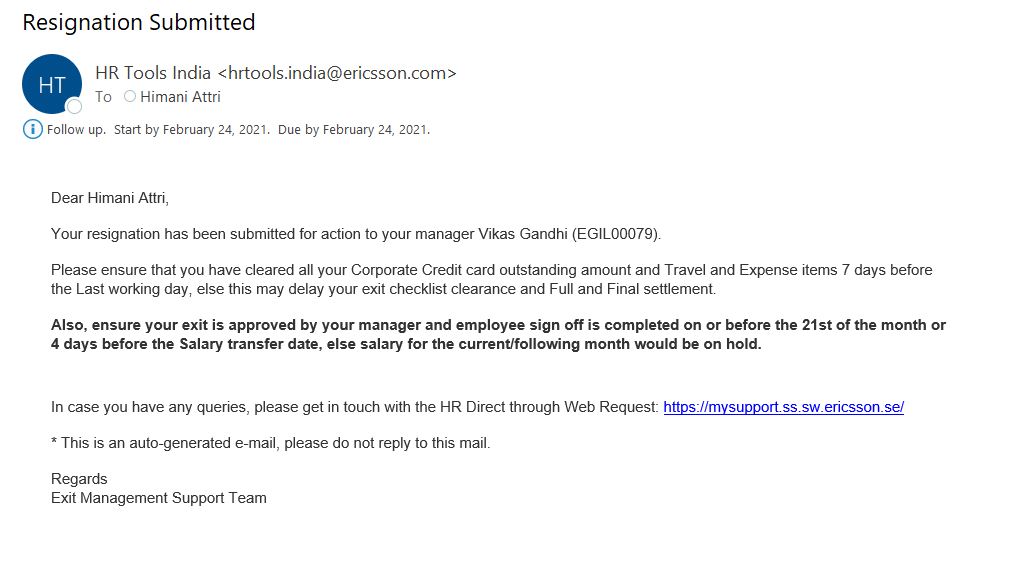 Resignation Submitted
HT
HR Tools India <hrtools.india@ericsson.com>
To Himani Attri
Follow up. Start by February 24, 2021. Due by February 24, 2021.
Dear Himani Attri,
Your resignation has been submitted for action to your manager Vikas Gandhi (EGIL00079).
Please ensure that you have cleared all your Corporate Credit card outstanding amount and Travel and Expense items 7 days before
the Last working day, else this may delay your exit checklist clearance and Full and Final settlement.
Also, ensure your exit is approved by your manager and employee sign off is completed on or before the 21st of the month or
4 days before the Salary transfer date, else salary for the current/following month would be on hold.
In case you have any queries, please get in touch with the HR Direct through Web Request: https://mysupport.ss.sw.ericsson.se/
* This is an auto-generated e-mail, please do not reply to this mail.
Regards
Exit Management Support Team